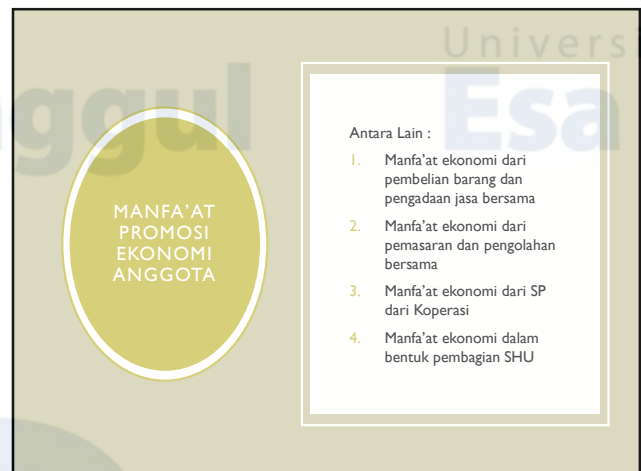 Univers
nggul
Esa
MANFA'AT
PROMOSI
EKONOMI
ANGGOTA
Antara Lain :
1. Manfa'at ekonomi dari
pembelian barang dan
pengadaan jasa bersama
2. Manfa'at ekonomi dari
pemasaran dan pengolahan
bersama
3. Manfa'at ekonomi dari SP
dari Koperasi
4. Manfa'at ekonomi dalam
bentuk pembagian SHU